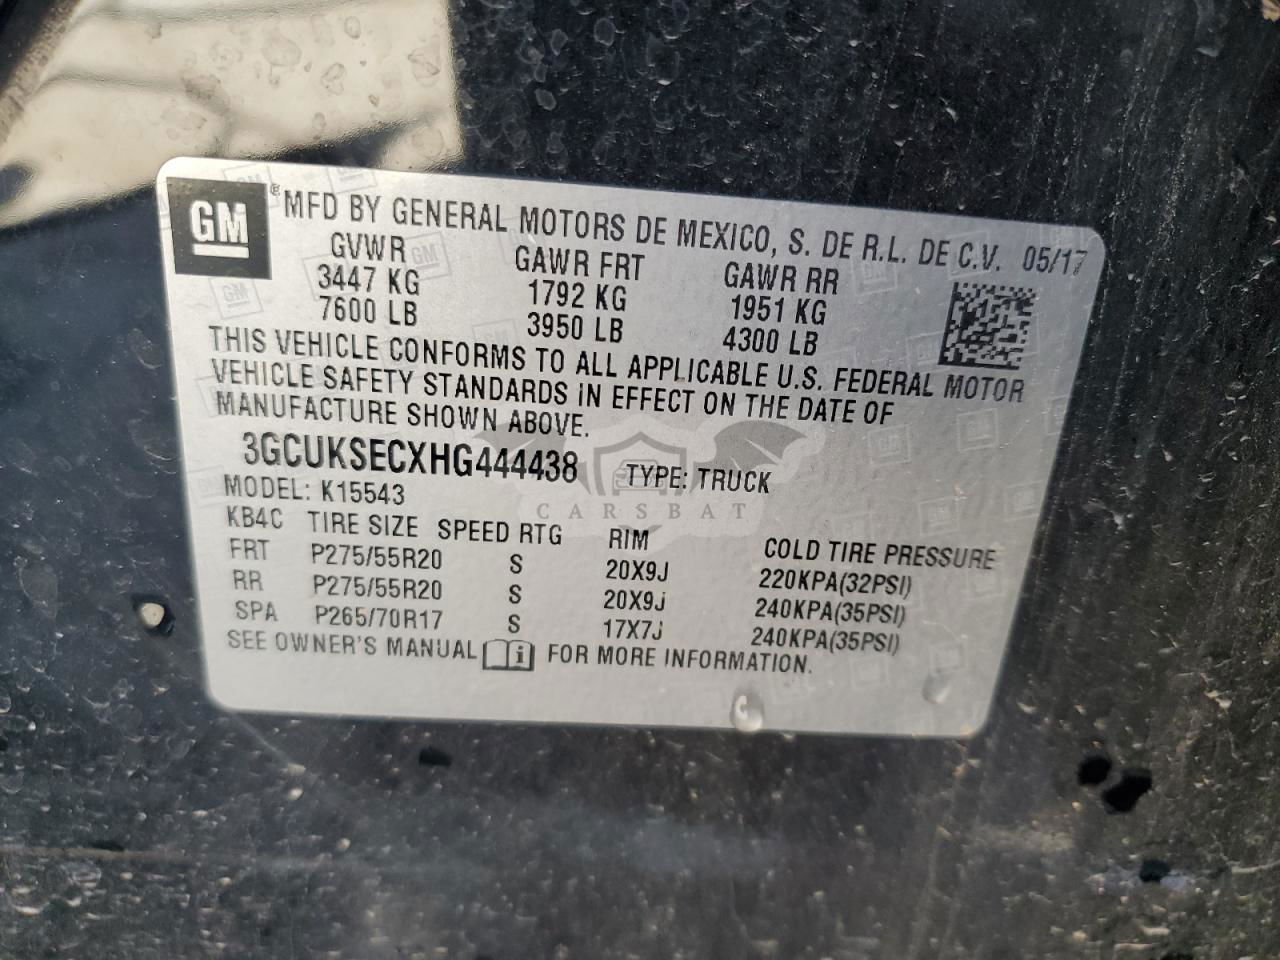 GM
® MFD BY GENERAL MOTORS DE MEXICO, S. DE R.L. DE C.V. 05/17
GVWR GAWR FRT GAWR RR
3447 KG 1792 KG 1951 KG
7600 LB 3950 LB 4300 LB
THIS VEHICLE CONFORMS TO ALL APPLICABLE U.S. FEDERAL MOTOR
VEHICLE SAFETY STANDARDS IN EFFECT ON THE DATE OF
MANUFACTURE SHOWN ABOVE.
3GCUKSECXHG444438 TYPE: TRUCK
MODEL: K15543
CARSBAT
KB4C TIRE SIZE SPEED RTG RIM COLD TIRE PRESSURE
FRT P275/55R20 S 20X9J 220KPA(32PSI)
RR P275/55R20 S 20X9J 240KPA(35PSI)
SPA P265/70R17 S 17X7J 240KPA(35PSI)
SEE OWNER'S MANUAL i FOR MORE INFORMATION.